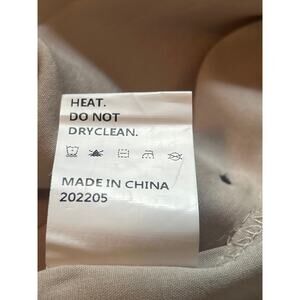 HEAT.
DO NOT
DRYCLEAN.
MADE IN CHINA
202205